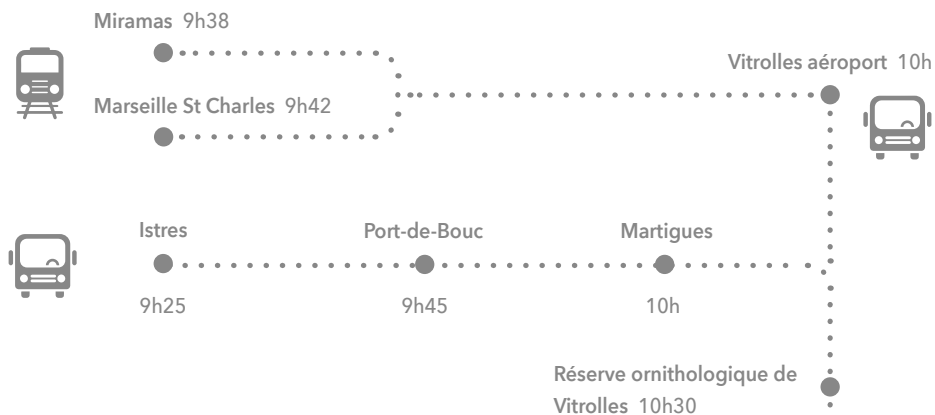 Miramas 9h38
Vitrolles aéroport 10h
Marseille St Charles 9h42
Istres
Port-de-Bouc
Martigues
9h25
9h45
10h
Réserve ornithologique de
Vitrolles 10h30